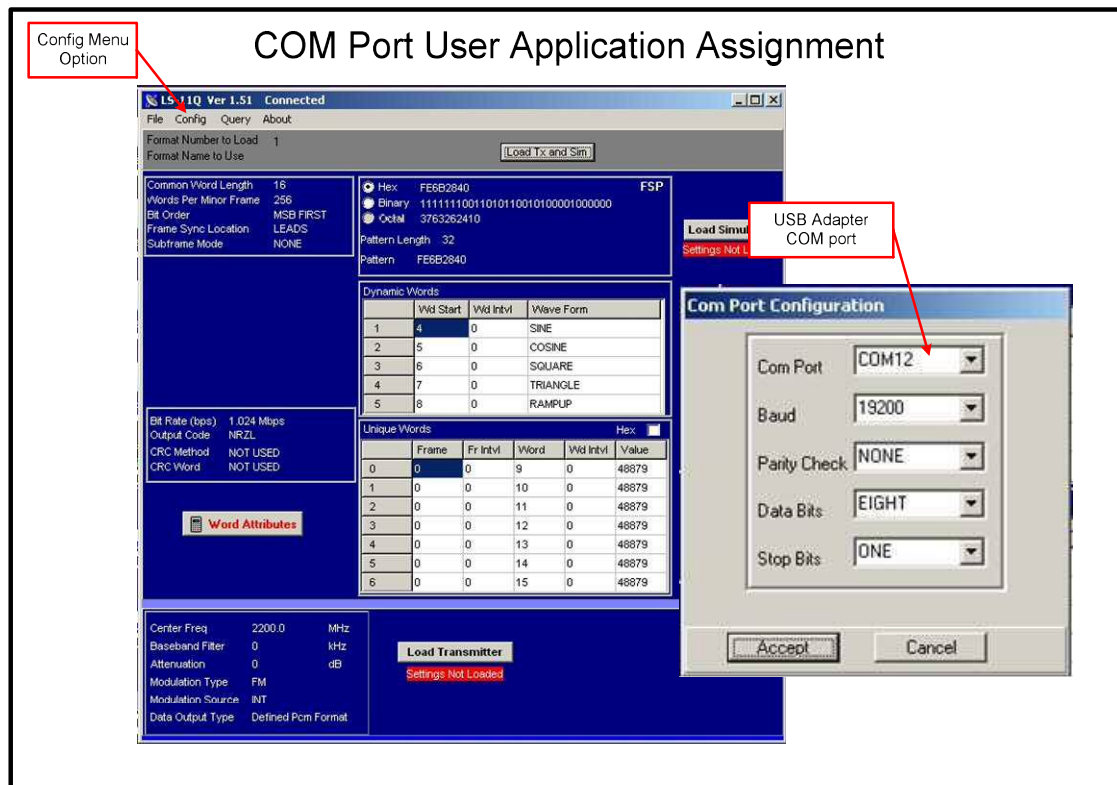 Config Menu
Option
COM Port User Application Assignment
LS-11Q Ver 1.51 Connected
File Config Query About
Format Number to Load 1
Format Name to Use
Load Tx and Sim
Common Word Length 16
Words Per Minor Frame 256
Bit Order MSB FIRST
Frame Sync Location LEADS
Subframe Mode NONE
Hex FE6B2840 FSP
Binary 11111110011010110010100001000000
Octal 3763262410
Pattern Length 32
Pattern FE6B2840
Load Simul
Settings Not L
USB Adapter
COM port
Dynamic Words
Wd Start Wd Intvl Wave Form
1 4 0 SINE
2 5 0 COSINE
3 6 0 SQUARE
4 7 0 TRIANGLE
5 8 0 RAMPUP
Bit Rate (bps) 1.024 Mbps
Output Code NRZL
CRC Method NOT USED
CRC Word NOT USED
Word Attributes
Unique Words Hex
Frame Fr Intvl Word Wd Intvl Value
0 0 0 9 0 48879
1 0 0 10 0 48879
2 0 0 11 0 48879
3 0 0 12 0 48879
4 0 0 13 0 48879
5 0 0 14 0 48879
6 0 0 15 0 48879
Com Port Configuration
Com Port COM12
Baud 19200
Parity Check NONE
Data Bits EIGHT
Stop Bits ONE
Accept Cancel
Center Freq 2200.0 MHz
Baseband Filter 0 kHz
Attenuation 0 dB
Modulation Type FM
Modulation Source INT
Data Output Type Defined Pcm Format
Load Transmitter
Settings Not Loaded